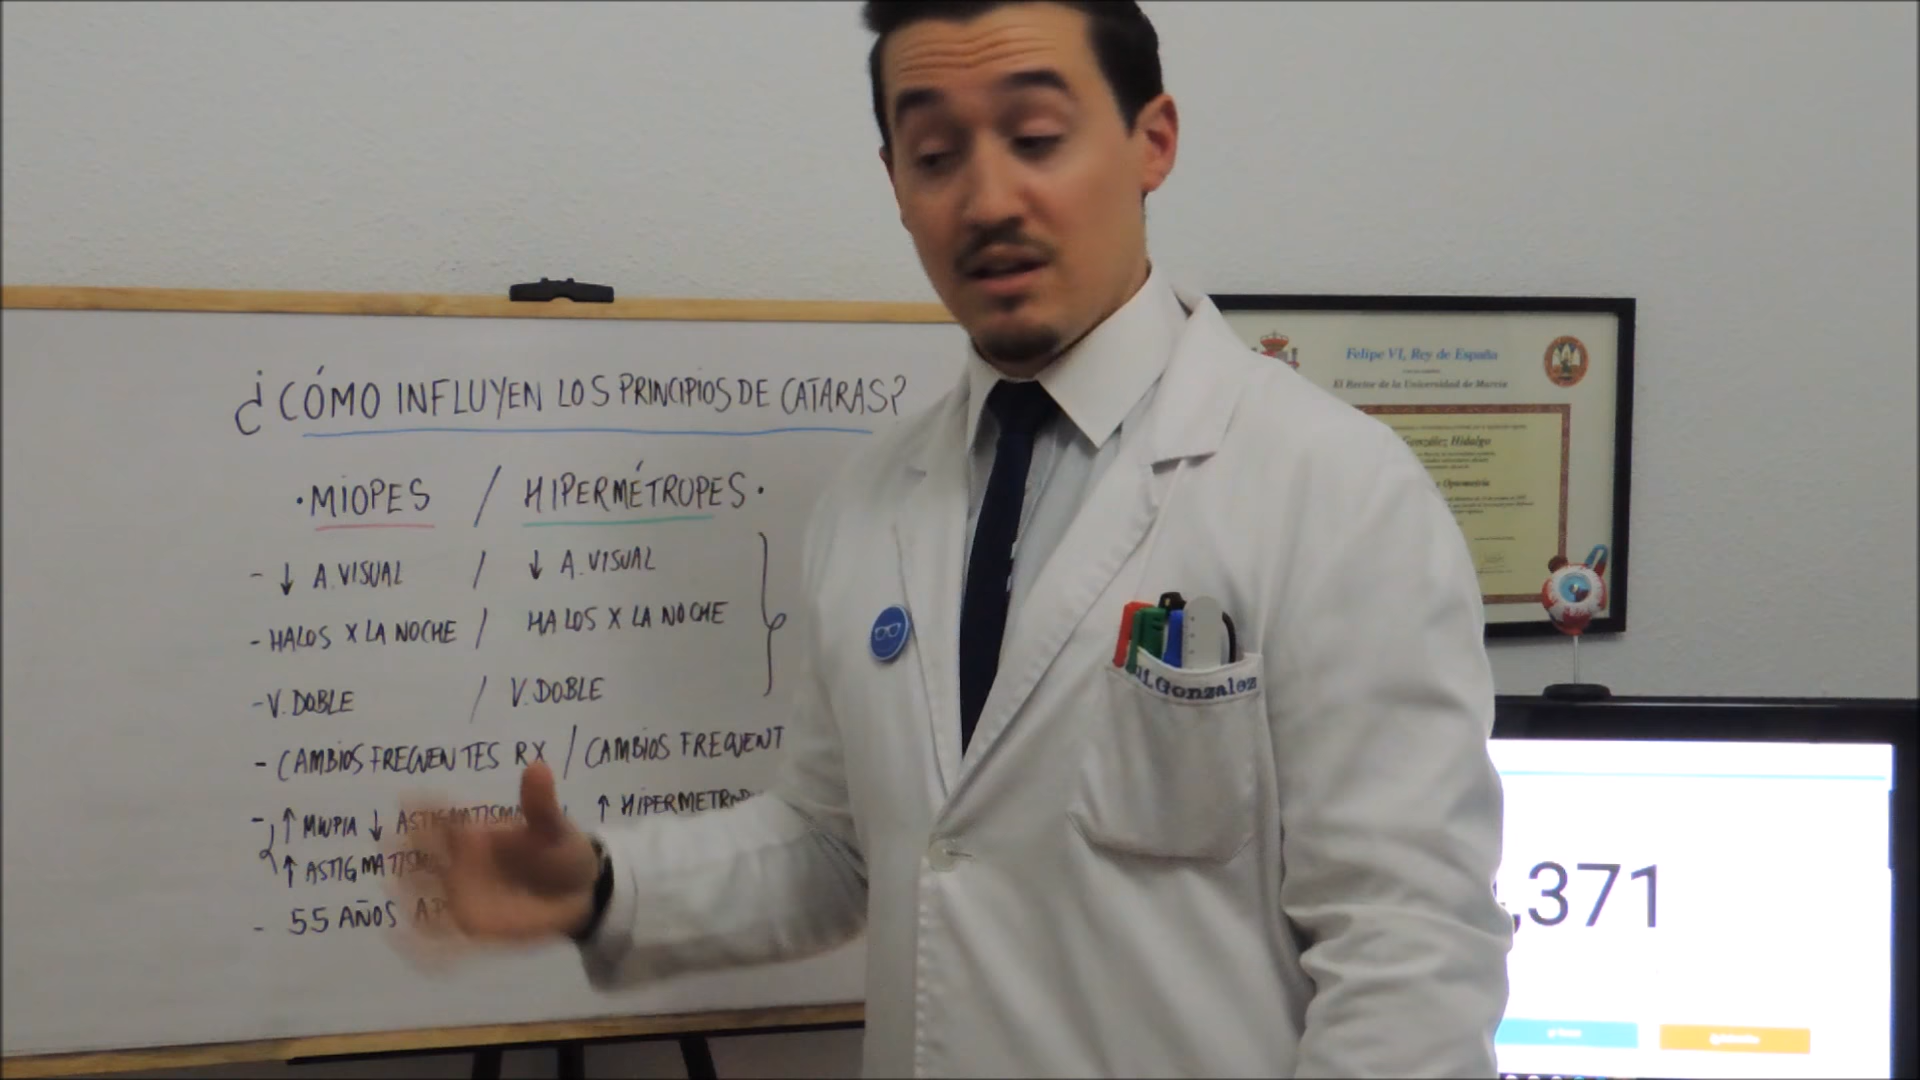 ¿CÓMO INFLUYEN LOS PRINCIPIOS DE CATARAS?
·MIOPES / HIPERMÉTROPES·
- ↓ A. VISUAL / ↓ A. VISUAL
- HALOS X LA NOCHE / HALOS X LA NOCHE
- V. DOBLE / V. DOBLE
- CAMBIOS FRECUENTES RX / CAMBIOS FRECUENT
- ↑ MIOPIA ↓ ASTIGMATISMO ↑ HIPERMETROP
↑ ASTIGMATISMO
- 55 AÑOS
Felipe VI, Rey de España
El Rector de la Universidad de Murcia
González Hidalgo
y Optometría
M. Gonzalez
,371